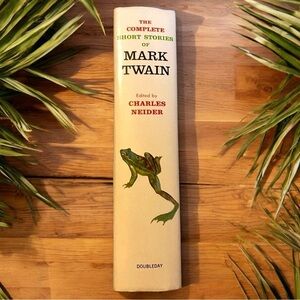 THE
COMPLETE
SHORT STORIES
OF
MARK
TWAIN
Edited by
CHARLES
NEIDER
DOUBLEDAY